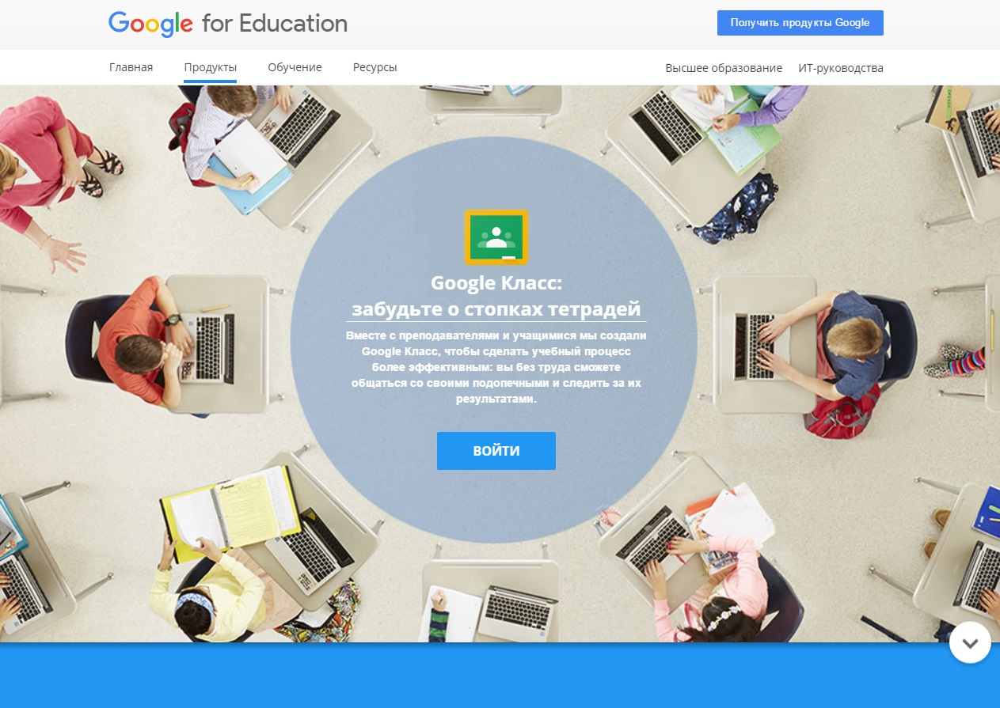 Google for Education
Получить продукты Google
Главная Продукты Обучение Ресурсы
Высшее образование ИТ-руководства
Google Класс:
забудьте о стопках тетрадей
Вместе с преподавателями и учащимися мы создали
Google Класс, чтобы сделать учебный процесс
более эффективным: вы без труда сможете
общаться со своими подопечными и следить за их
результатами.
ВОЙТИ